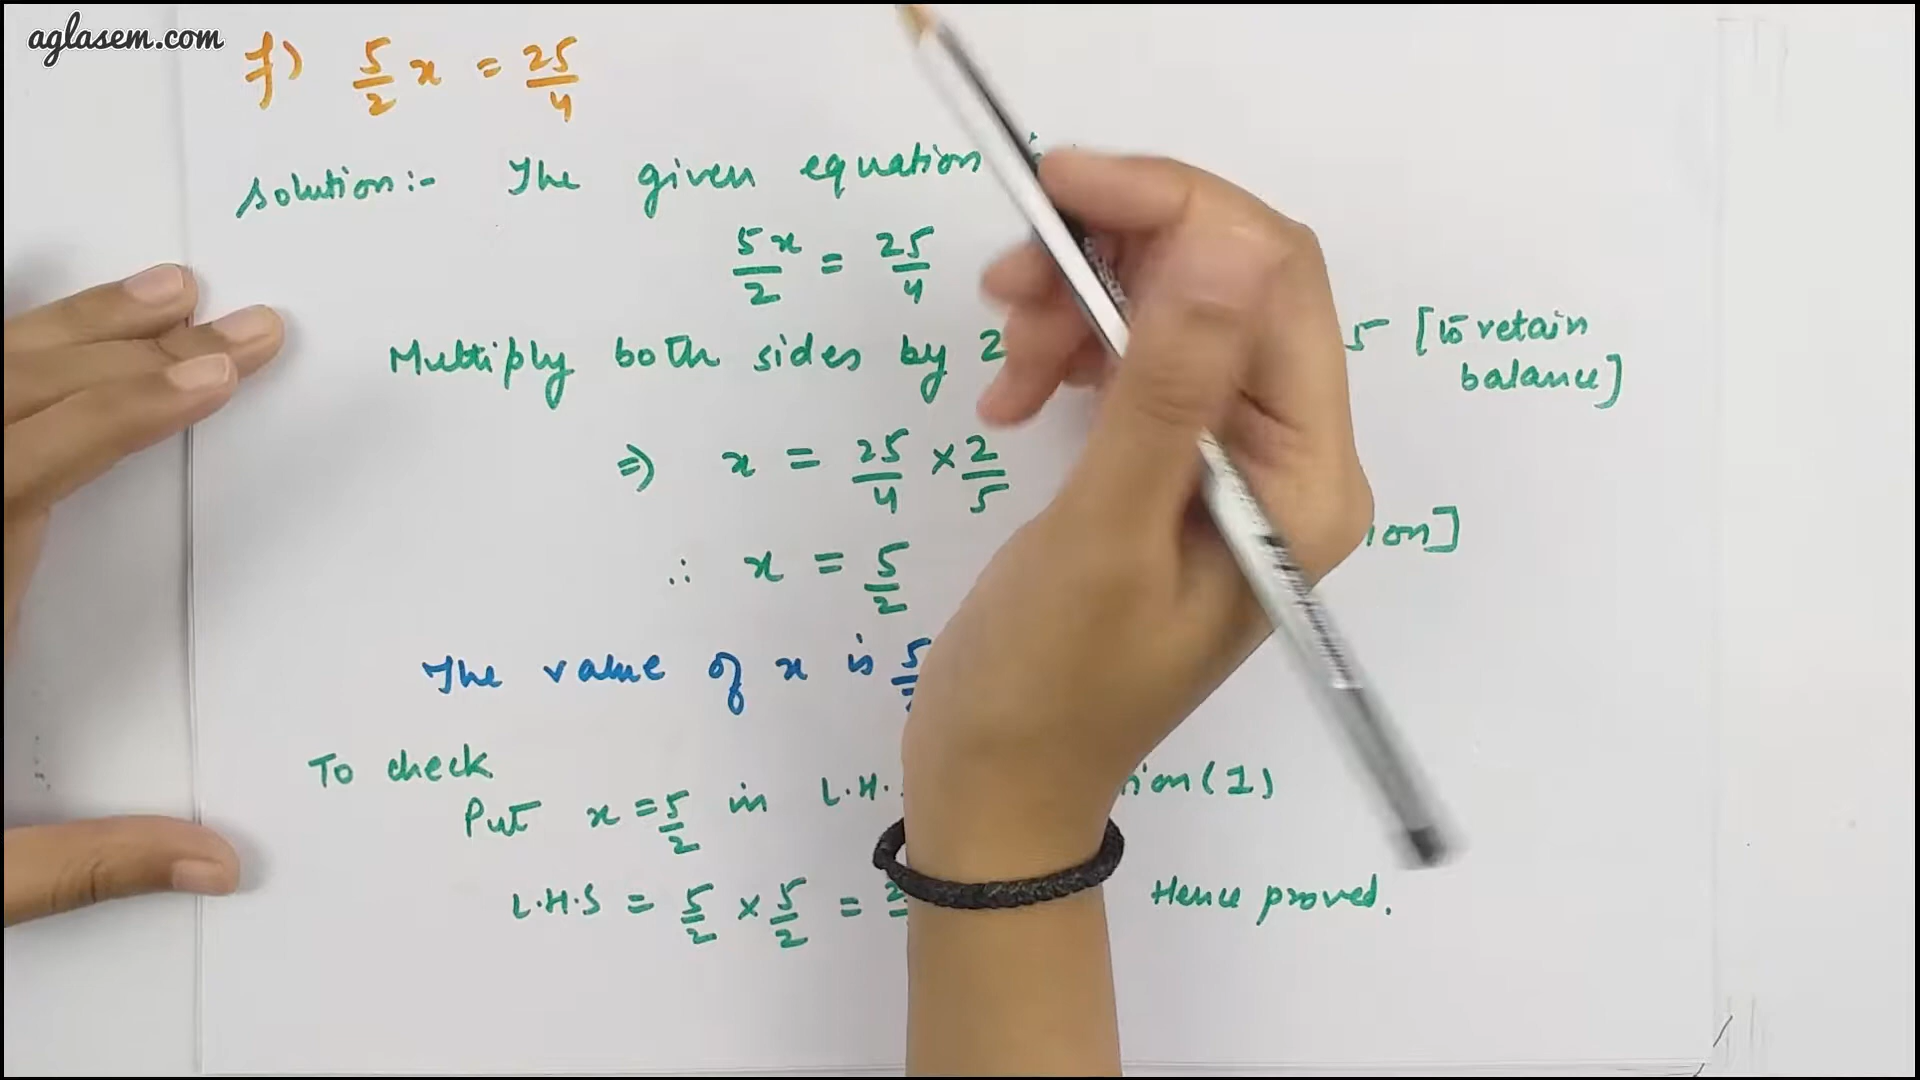 aglasem.com
f) 5/2 x = 25/4
Solution:- The given equation
5x/2 = 25/4
Multiply both sides by 2 5 [to retain
balance]
⇒ x = 25/4 × 2/5
∴ x = 5/2
The value of x is 5
To check
Put x = 5/2 in L.H. (1)
L.H.S = 5/2 × 5/2 = Hence proved.